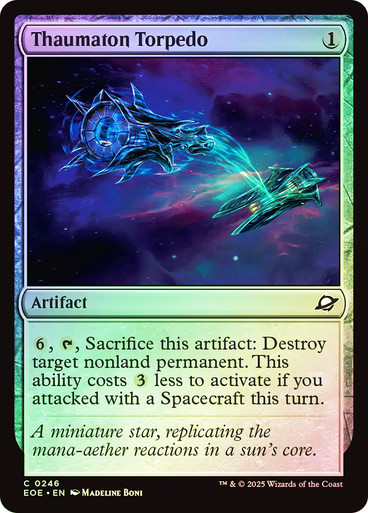 Thaumaton Torpedo 1
Artifact
6, T, Sacrifice this artifact: Destroy
target nonland permanent. This
ability costs 3 less to activate if you
attacked with a Spacecraft this turn.
A miniature star, replicating the
mana-aether reactions in a sun's core.
C 0246
EOE • EN MADELINE BONI
™ & © 2025 Wizards of the Coast